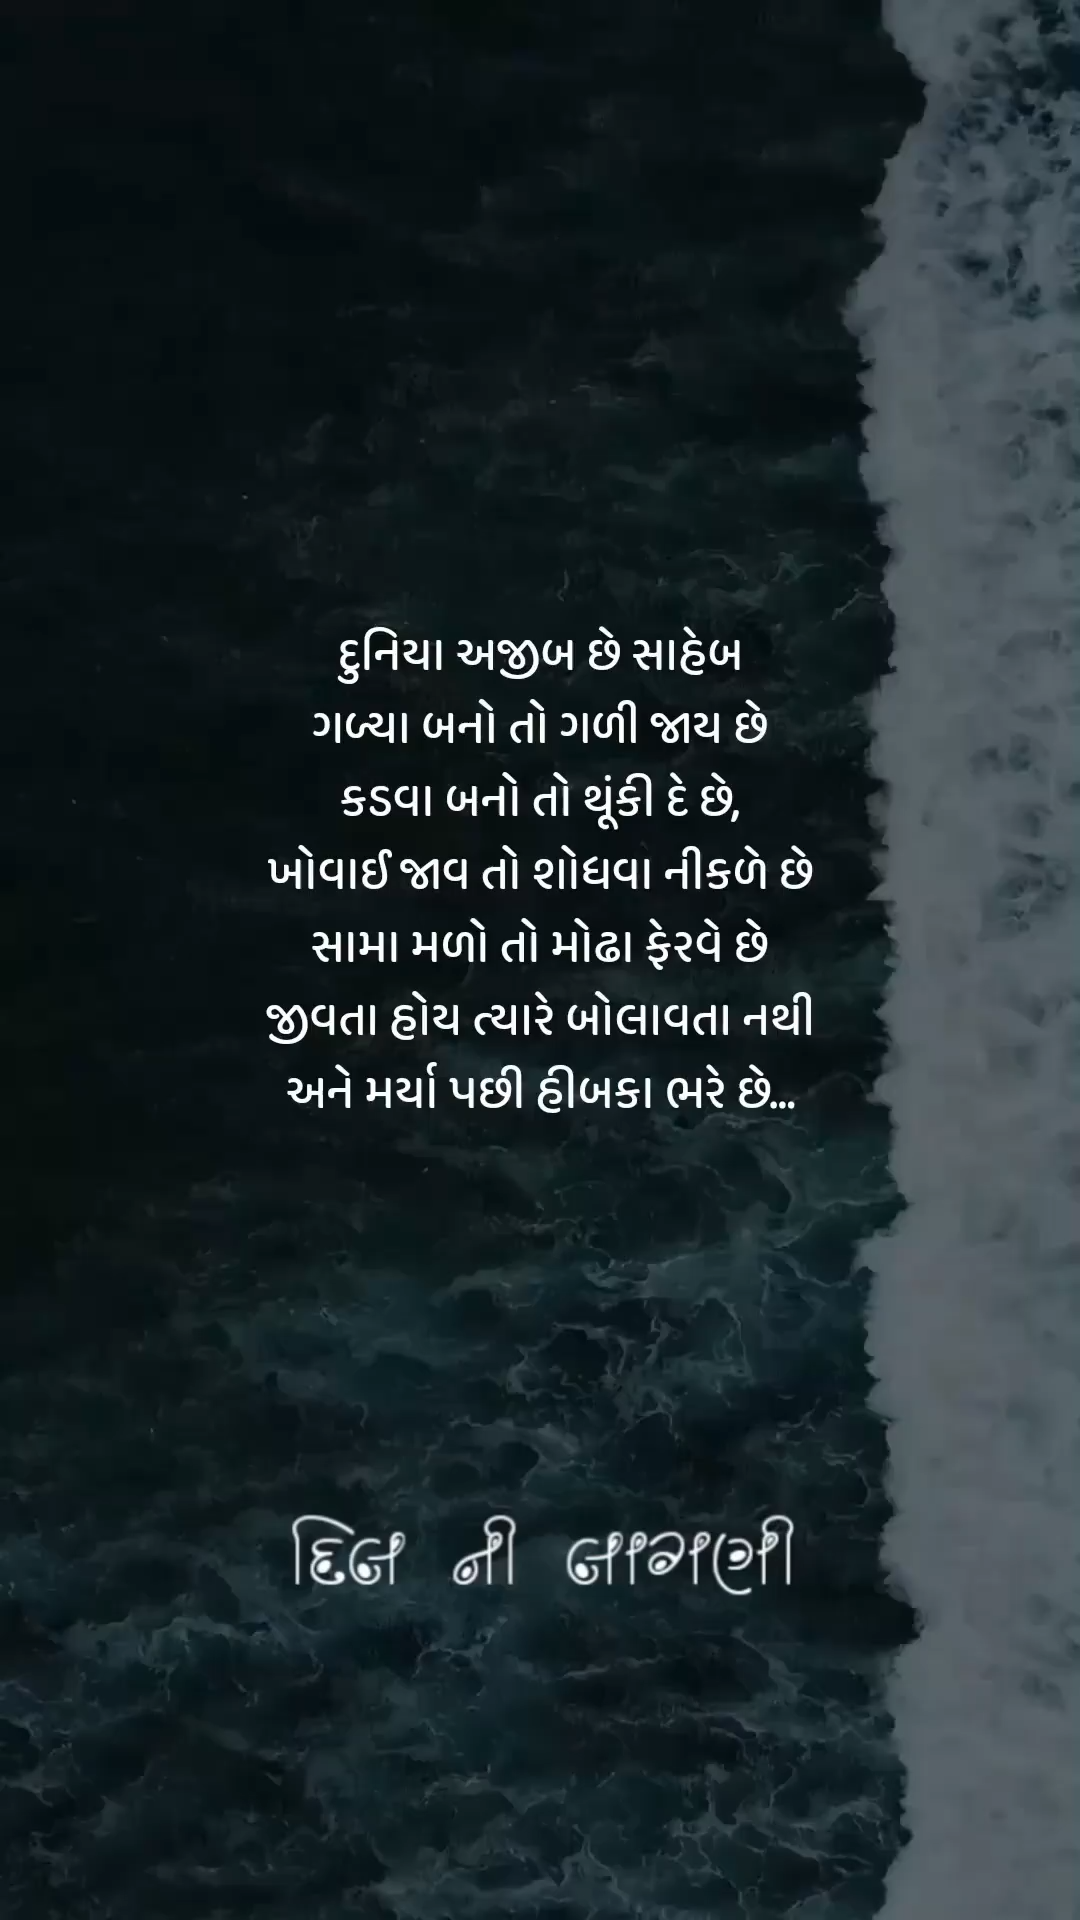 દુનિયા અજીબ છે સાહેબ
ગળ્યા બનો તો ગળી જાય છે
કડવા બનો તો થૂંકી દે છે,
ખોવાઈ જાવ તો શોધવા નીકળે છે
સામા મળો તો મોઢા ફેરવે છે
જીવતા હોય ત્યારે બોલાવતા નથી
અને મર્યા પછી હીબકા ભરે છે...
દિલ ની લાગણી